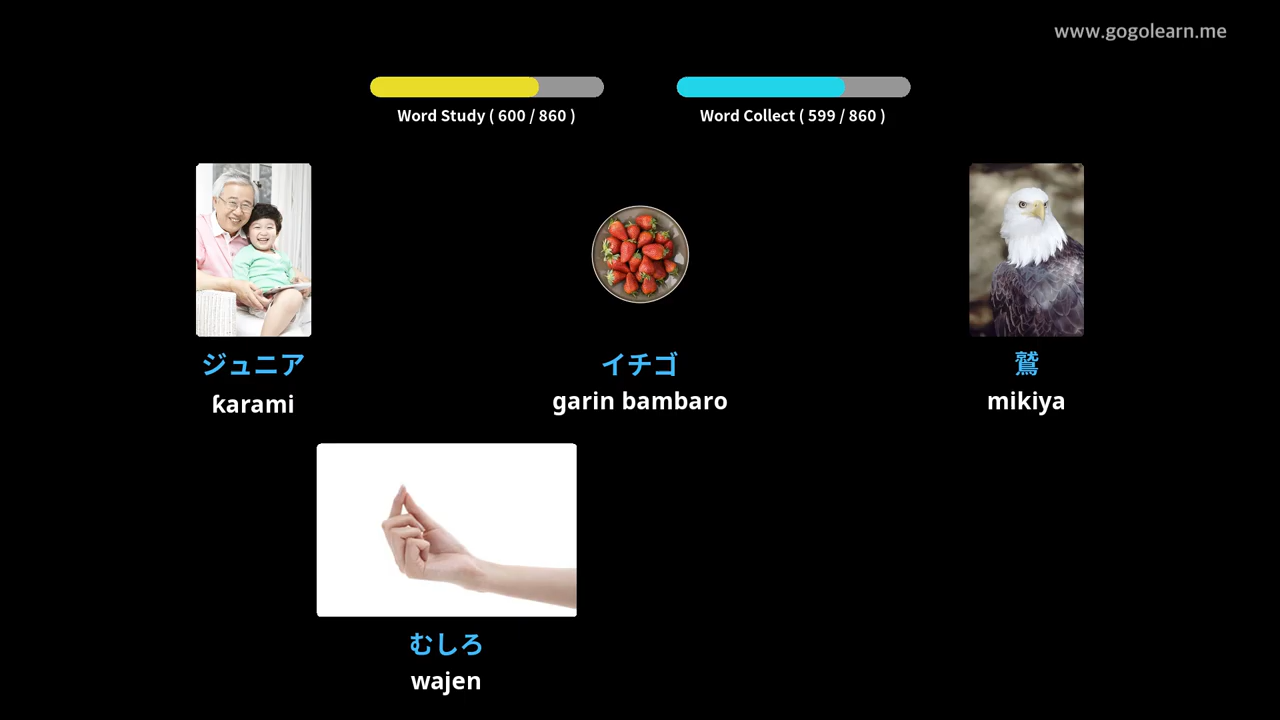 www.gogolearn.me
Word Study ( 600 / 860 )
Word Collect ( 599 / 860 )
ジュニア
ƙarami
イチゴ
garin bambaro
鷲
mikiya
むしろ
wajen